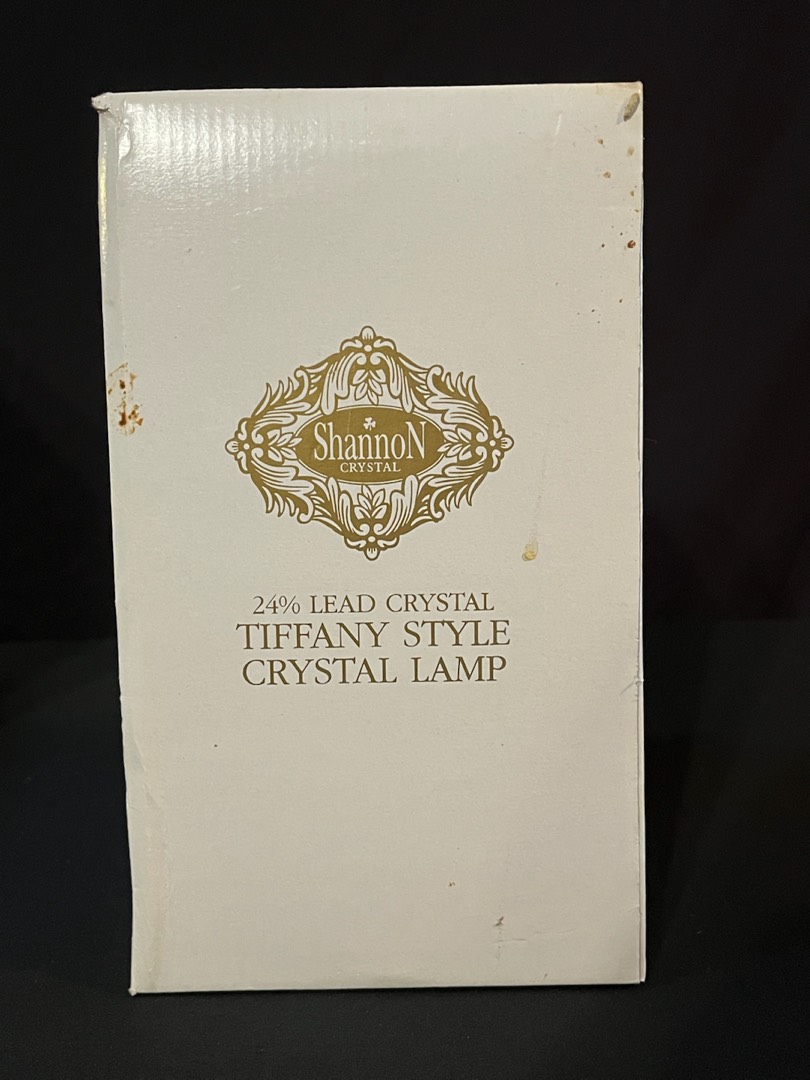 ShannoN
CRYSTAL
24% LEAD CRYSTAL
TIFFANY STYLE
CRYSTAL LAMP